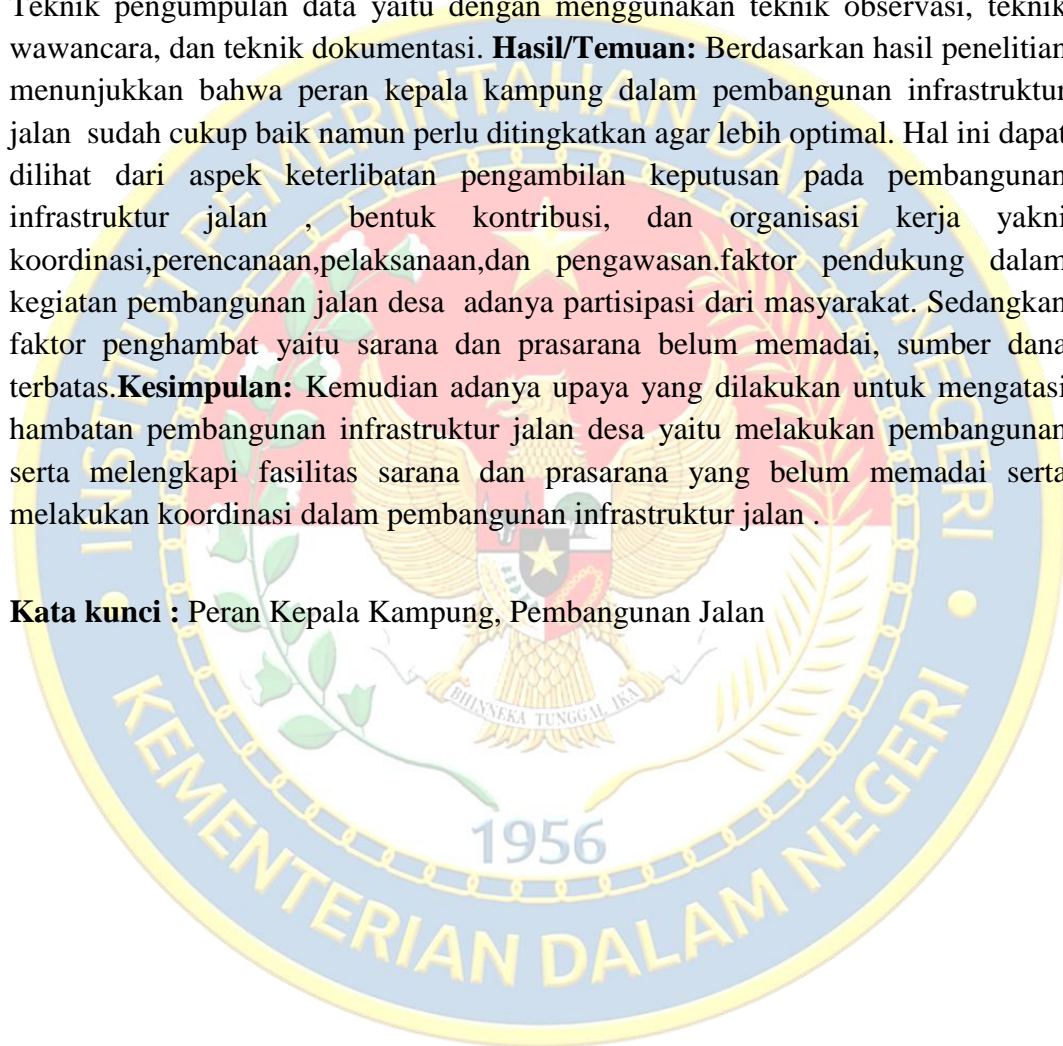 Teknik pengumpulan data yaitu dengan menggunakan teknik observasi, teknik
wawancara, dan teknik dokumentasi. Hasil/Temuan: Berdasarkan hasil penelitian
menunjukkan bahwa peran kepala kampung dalam pembangunan infrastruktur
jalan sudah cukup baik namun perlu ditingkatkan agar lebih optimal. Hal ini dapat
dilihat dari aspek keterlibatan pengambilan keputusan pada pembangunan
infrastruktur jalan , bentuk kontribusi, dan organisasi kerja yakni
koordinasi,perencanaan,pelaksanaan,dan pengawasan.faktor pendukung dalam
kegiatan pembangunan jalan desa adanya partisipasi dari masyarakat. Sedangkan
faktor penghambat yaitu sarana dan prasarana belum memadai, sumber dana
terbatas.Kesimpulan: Kemudian adanya upaya yang dilakukan untuk mengatasi
hambatan pembangunan infrastruktur jalan desa yaitu melakukan pembangunan
serta melengkapi fasilitas sarana dan prasarana yang belum memadai serta
melakukan koordinasi dalam pembangunan infrastruktur jalan .
Kata kunci : Peran Kepala Kampung, Pembangunan Jalan
INSTITUT PEMERINTAHAN DALAM NEGERI
BHINNEKA TUNGGAL IKA
1956
KEMENTERIAN DALAM NEGERI